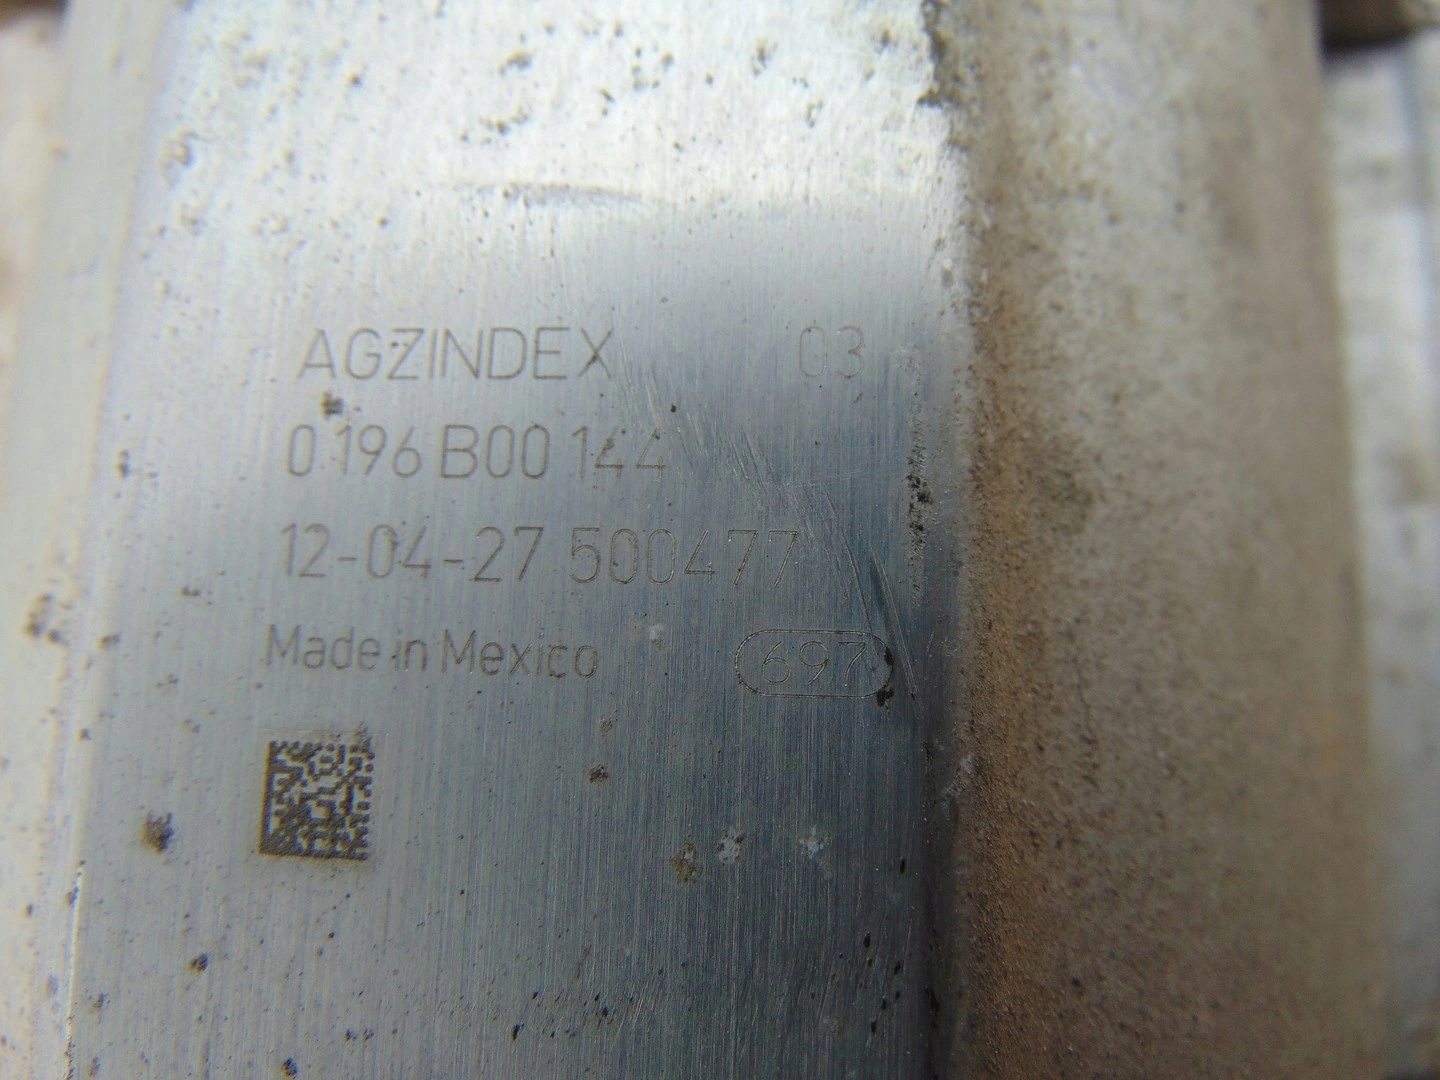 AGZINDEX 03
0 196 B00 144
12-04-27 500477
Made in Mexico 697